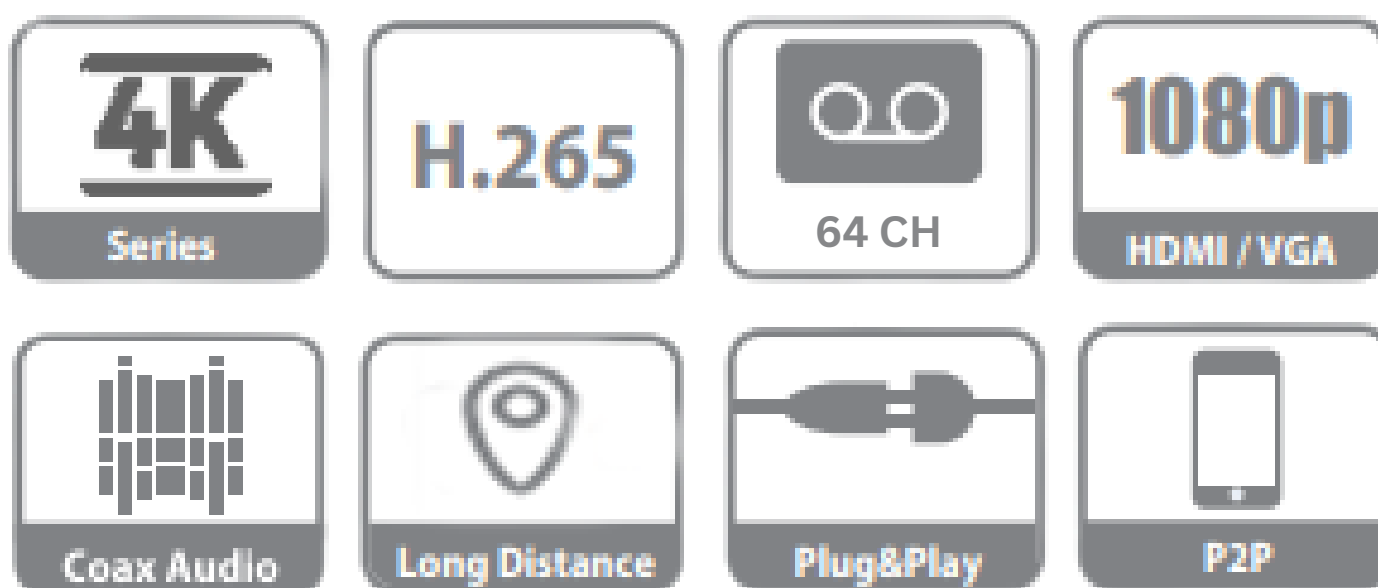 4K
Series
H.265
64 CH
1080p
HDMI / VGA
Coax Audio
Long Distance
Plug&Play
P2P